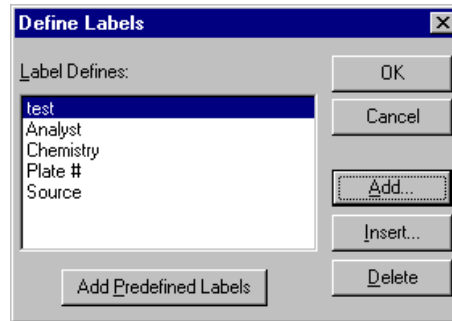 Define Labels
Label Defines:
test
Analyst
Chemistry
Plate #
Source
OK
Cancel
Add...
Insert...
Delete
Add Predefined Labels